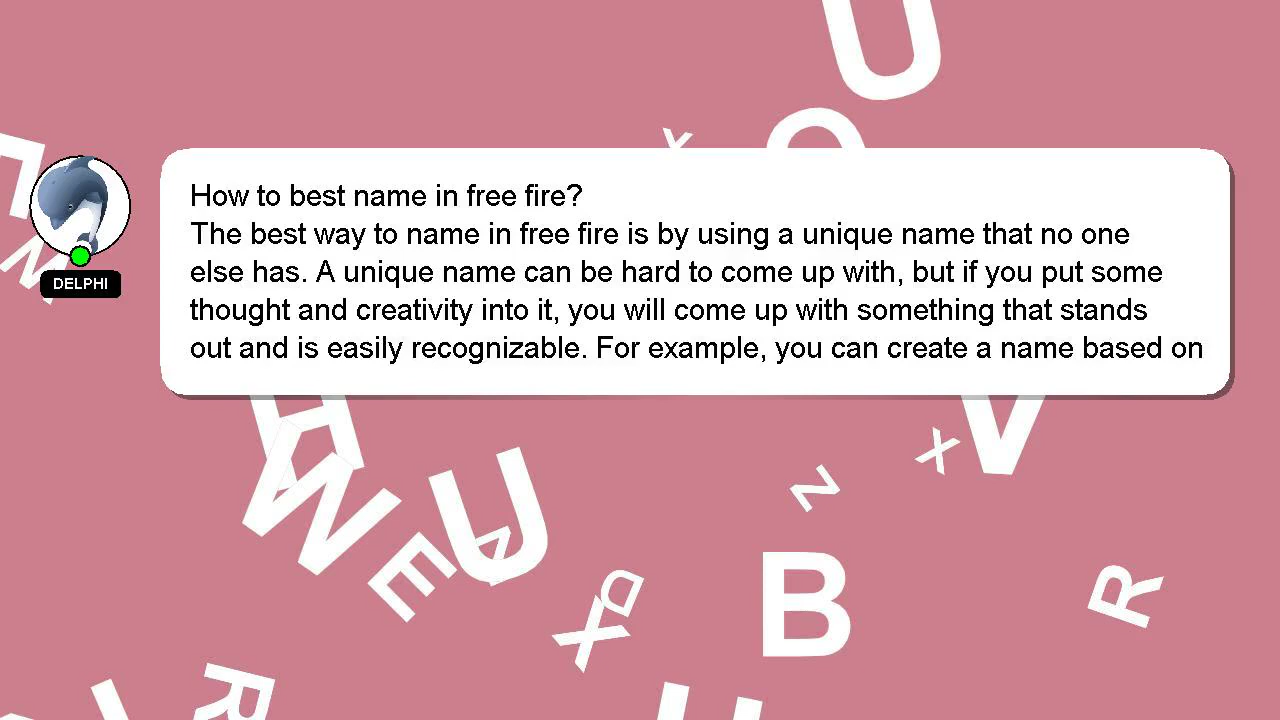 How to best name in free fire?
The best way to name in free fire is by using a unique name that no one
else has. A unique name can be hard to come up with, but if you put some
thought and creativity into it, you will come up with something that stands
out and is easily recognizable. For example, you can create a name based on
DELPHI
U
O
X
M
H
W
E
U
Z
D
X
Z
B
X
V
R
R
U